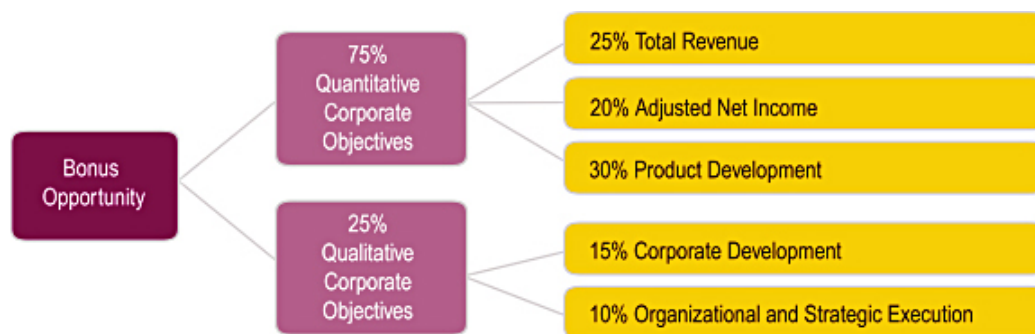 Bonus
Opportunity
75%
Quantitative
Corporate
Objectives
25% Total Revenue
20% Adjusted Net Income
30% Product Development
25%
Qualitative
Corporate
Objectives
15% Corporate Development
10% Organizational and Strategic Execution